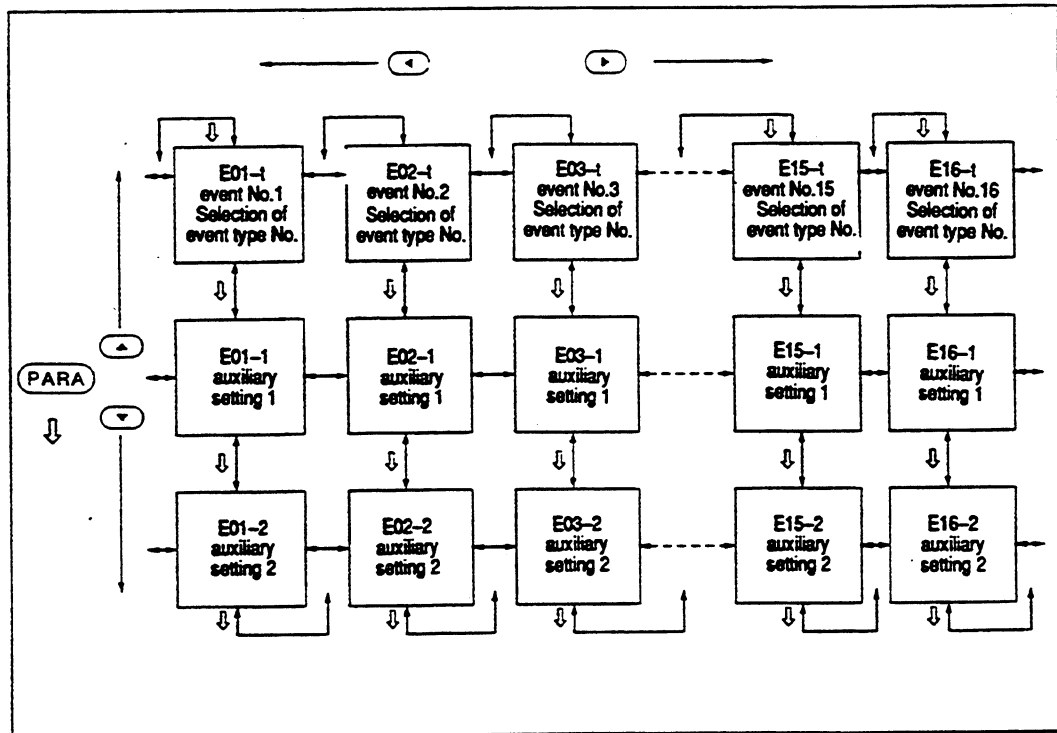 E01-t
event No.1
Selection of
event type No.
E02-t
event No.2
Selection of
event type No.
E03-t
event No.3
Selection of
event type No.
E15-t
event No.15
Selection of
event type No.
E16-t
event No.16
Selection of
event type No.
PARA
E01-1
auxiliary
setting 1
E02-1
auxiliary
setting 1
E03-1
auxiliary
setting 1
E15-1
auxiliary
setting 1
E16-1
auxiliary
setting 1
E01-2
auxiliary
setting 2
E02-2
auxiliary
setting 2
E03-2
auxiliary
setting 2
E15-2
auxiliary
setting 2
E16-2
auxiliary
setting 2